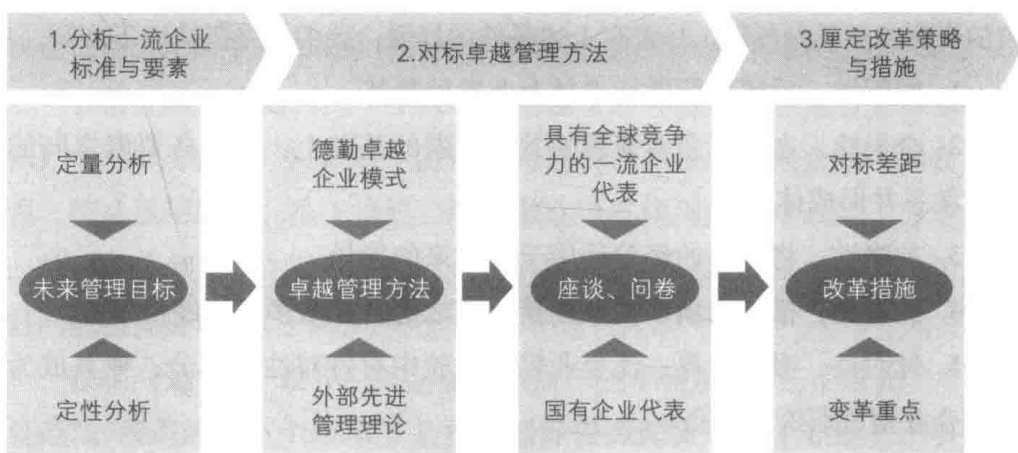 1.分析一流企业
标准与要素
2.对标卓越管理方法
3.厘定改革策略
与措施
定量分析
未来管理目标
定性分析
德勤卓越
企业模式
卓越管理方法
外部先进
管理理论
具有全球竞争
力的一流企业
代表
座谈、问卷
国有企业代表
对标差距
改革措施
变革重点